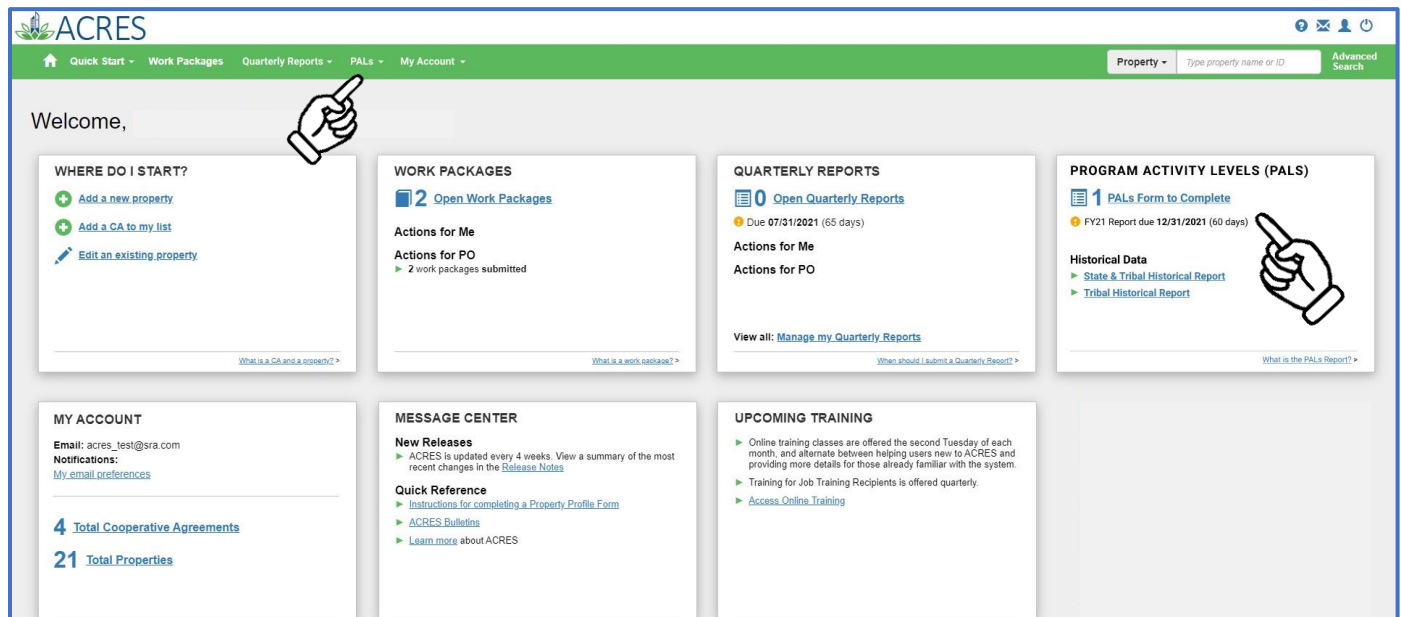 ACRES
Quick Start Work Packages Quarterly Reports PALs My Account Property Type property name or ID Advanced Search
Welcome,
WHERE DO I START?
Add a new property
Add a CA to my list
Edit an existing property
What is a CA and a property? >
WORK PACKAGES
2 Open Work Packages
Actions for Me
Actions for PO
2 work packages submitted
What is a work package? >
QUARTERLY REPORTS
0 Open Quarterly Reports
Due 07/31/2021 (65 days)
Actions for Me
Actions for PO
View all: Manage my Quarterly Reports
When should I submit a Quarterly Report? >
PROGRAM ACTIVITY LEVELS (PALS)
1 PALs Form to Complete
FY21 Report due 12/31/2021 (60 days)
Historical Data
State & Tribal Historical Report
Tribal Historical Report
What is the PALs Report? >
MY ACCOUNT
Email: acres_test@sra.com
Notifications:
My email preferences
4 Total Cooperative Agreements
21 Total Properties
MESSAGE CENTER
New Releases
ACRES is updated every 4 weeks. View a summary of the most
recent changes in the Release Notes
Quick Reference
Instructions for completing a Property Profile Form
ACRES Bulletins
Learn more about ACRES
UPCOMING TRAINING
Online training classes are offered the second Tuesday of each
month, and alternate between helping users new to ACRES and
providing more details for those already familiar with the system.
Training for Job Training Recipients is offered quarterly.
Access Online Training